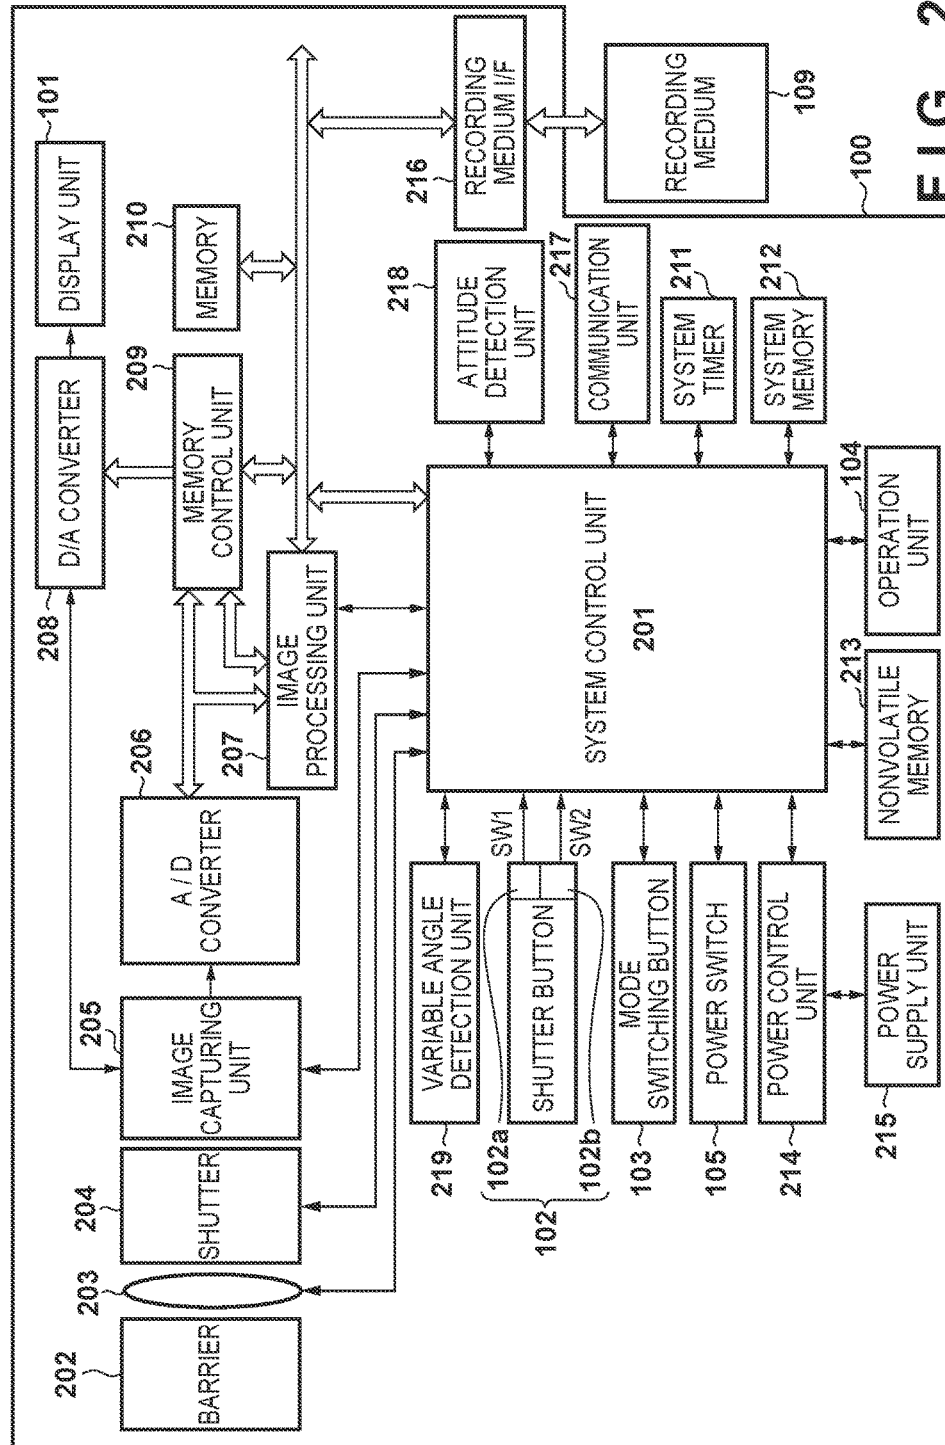 101
DISPLAY UNIT
210
MEMORY
208
D/A CONVERTER
209
MEMORY
CONTROL UNIT
206
A / D
CONVERTER
207
IMAGE
PROCESSING UNIT
205
IMAGE
CAPTURING
UNIT
204
SHUTTER
203
202
BARRIER
216
RECORDING
MEDIUM I/F
RECORDING
MEDIUM
109
100
218
ATTITUDE
DETECTION
UNIT
217
COMMUNICATION
UNIT
211
SYSTEM
TIMER
212
SYSTEM
MEMORY
SYSTEM CONTROL UNIT
201
219
VARIABLE ANGLE
DETECTION UNIT
SW1
SW2
102a
SHUTTER BUTTON
102b
102
103
MODE
SWITCHING BUTTON
105
POWER SWITCH
214
POWER CONTROL
UNIT
215
POWER
SUPPLY UNIT
213
NONVOLATILE
MEMORY
104
OPERATION
UNIT
FIG. 2